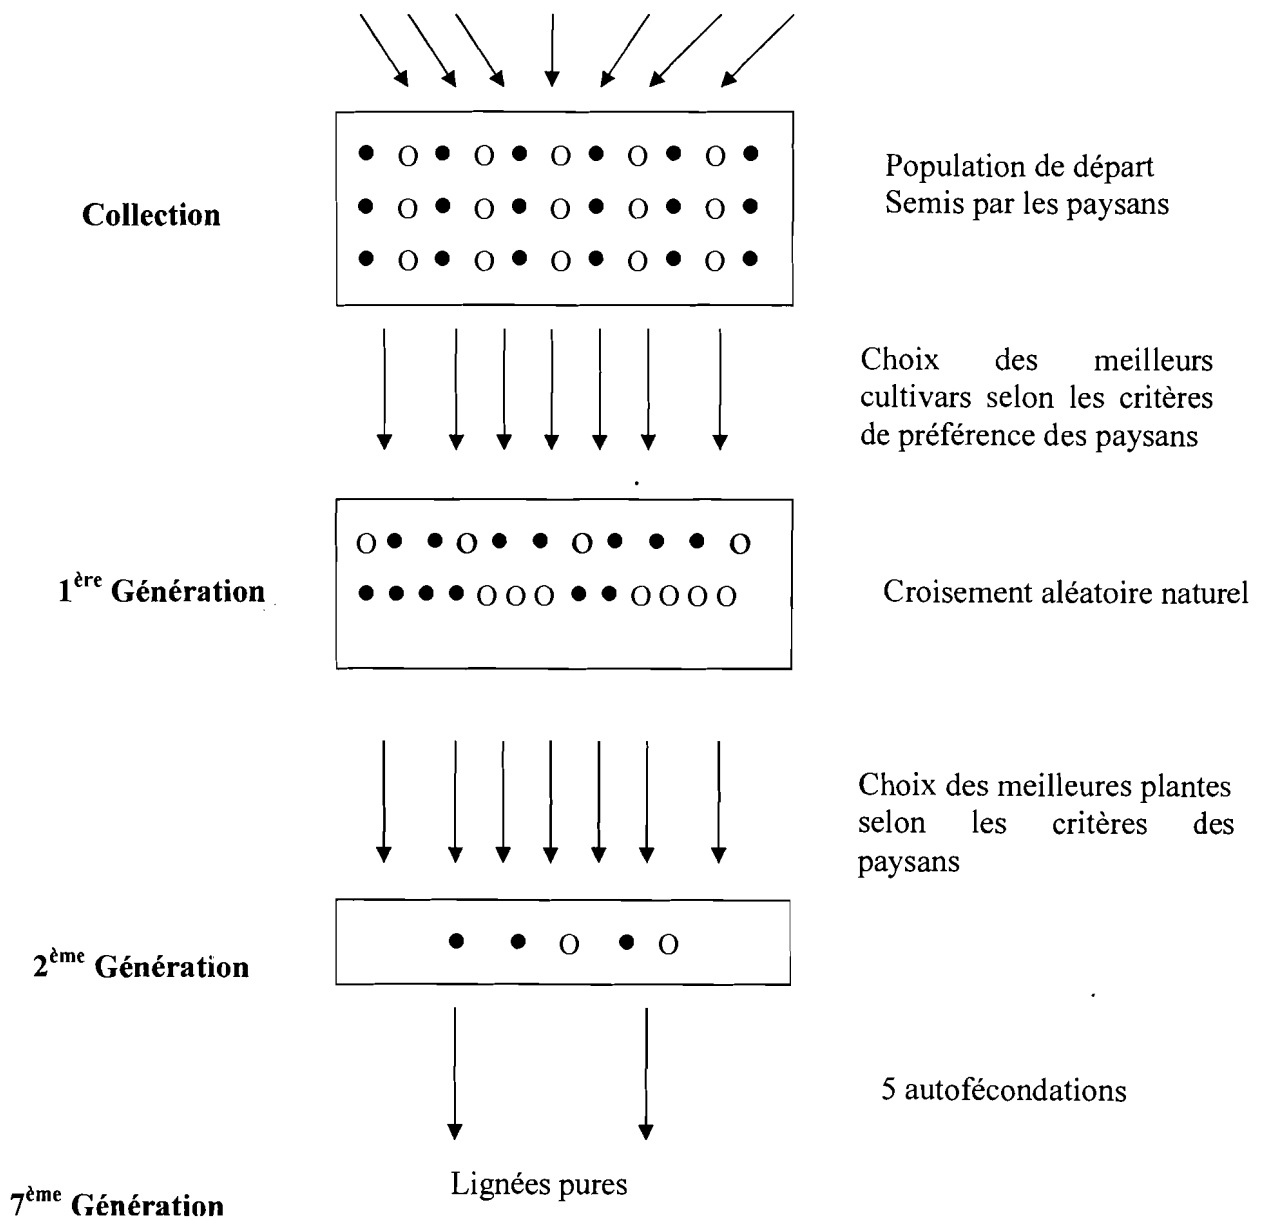 Population de départ
Collection
Semis par les paysans
Choix des meilleurs
cultivars selon les critères
de préférence des paysans
1ère Génération
Croisement aléatoire naturel
Choix des meilleures plantes
selon les critères des
paysans
2ème Génération
5 autofécondations
Lignées pures
7ème Génération